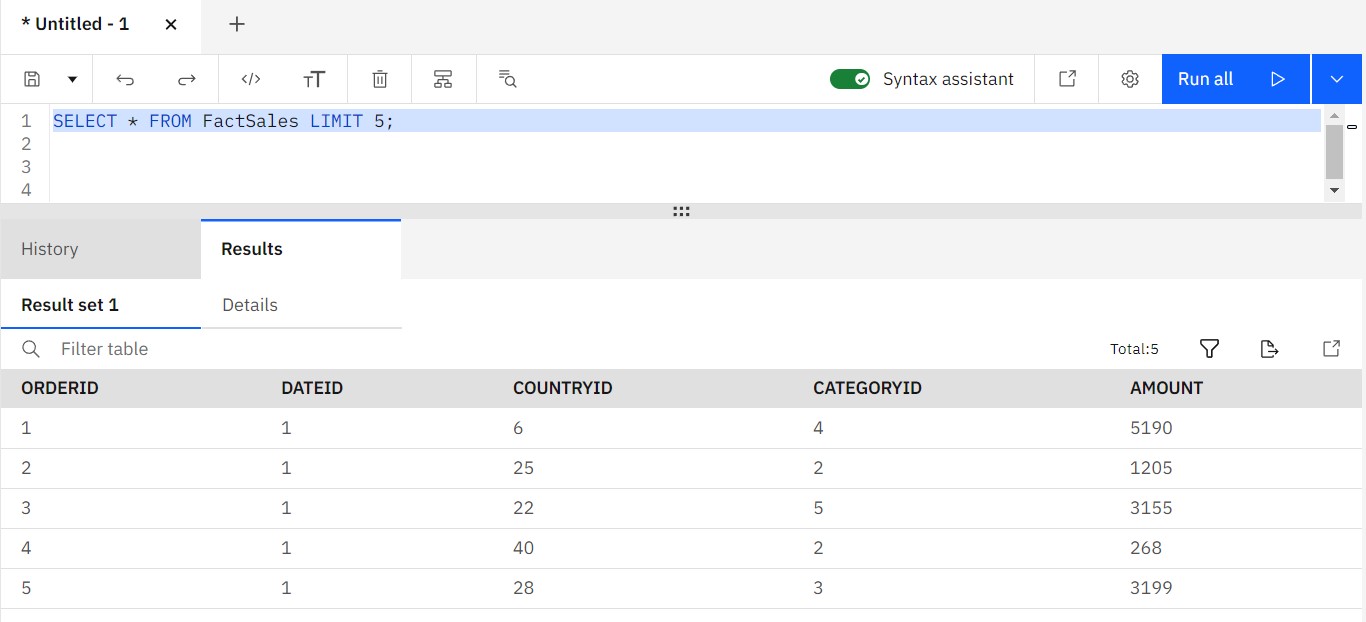 * Untitled - 1
Syntax assistant
Run all
1 SELECT * FROM FactSales LIMIT 5;
2
3
4
History Results
Result set 1 Details
Filter table
Total:5
ORDERID DATEID COUNTRYID CATEGORYID AMOUNT
1 1 6 4 5190
2 1 25 2 1205
3 1 22 5 3155
4 1 40 2 268
5 1 28 3 3199